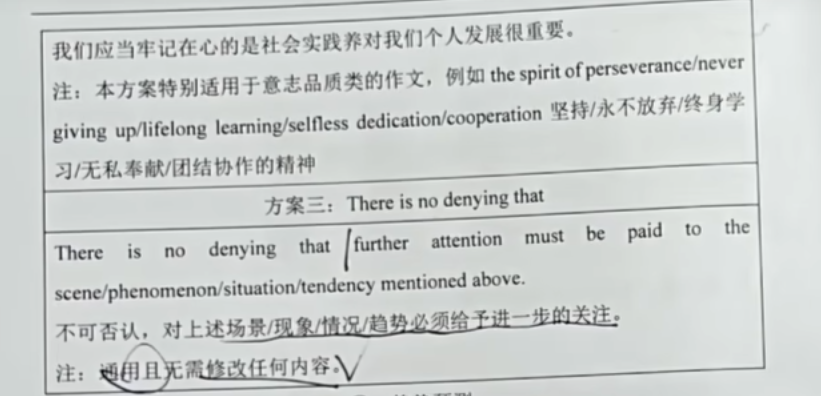 我们应当牢记在心的是社会实践养对我们个人发展很重要。
注：本方案特别适用于意志品质类的作文，例如 the spirit of perseverance/never
giving up/lifelong learning/selfless dedication/cooperation 坚持/永不放弃/终身学
习/无私奉献/团结协作的精神
方案三：There is no denying that
There is no denying that further attention must be paid to the
scene/phenomenon/situation/tendency mentioned above.
不可否认，对上述场景/现象/情况/趋势必须给予进一步的关注。
注：通用且无需修改任何内容。